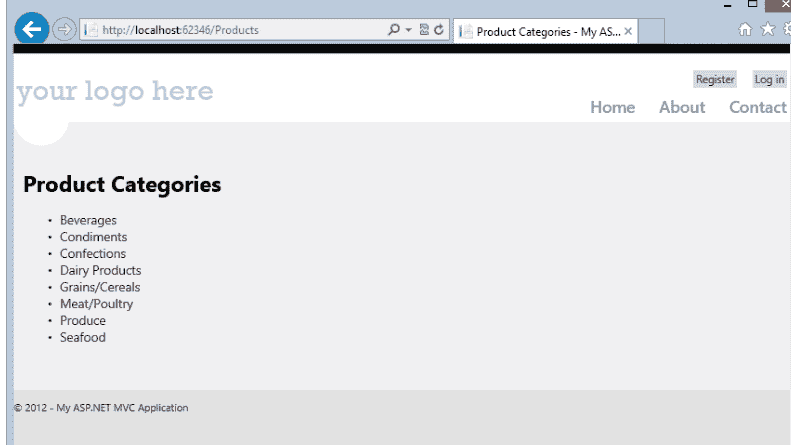 http://localhost:62346/Products
Product Categories - My AS...
your logo here
Register Log in
Home About Contact
Product Categories
• Beverages
• Condiments
• Confections
• Dairy Products
• Grains/Cereals
• Meat/Poultry
• Produce
• Seafood
© 2012 - My ASP.NET MVC Application